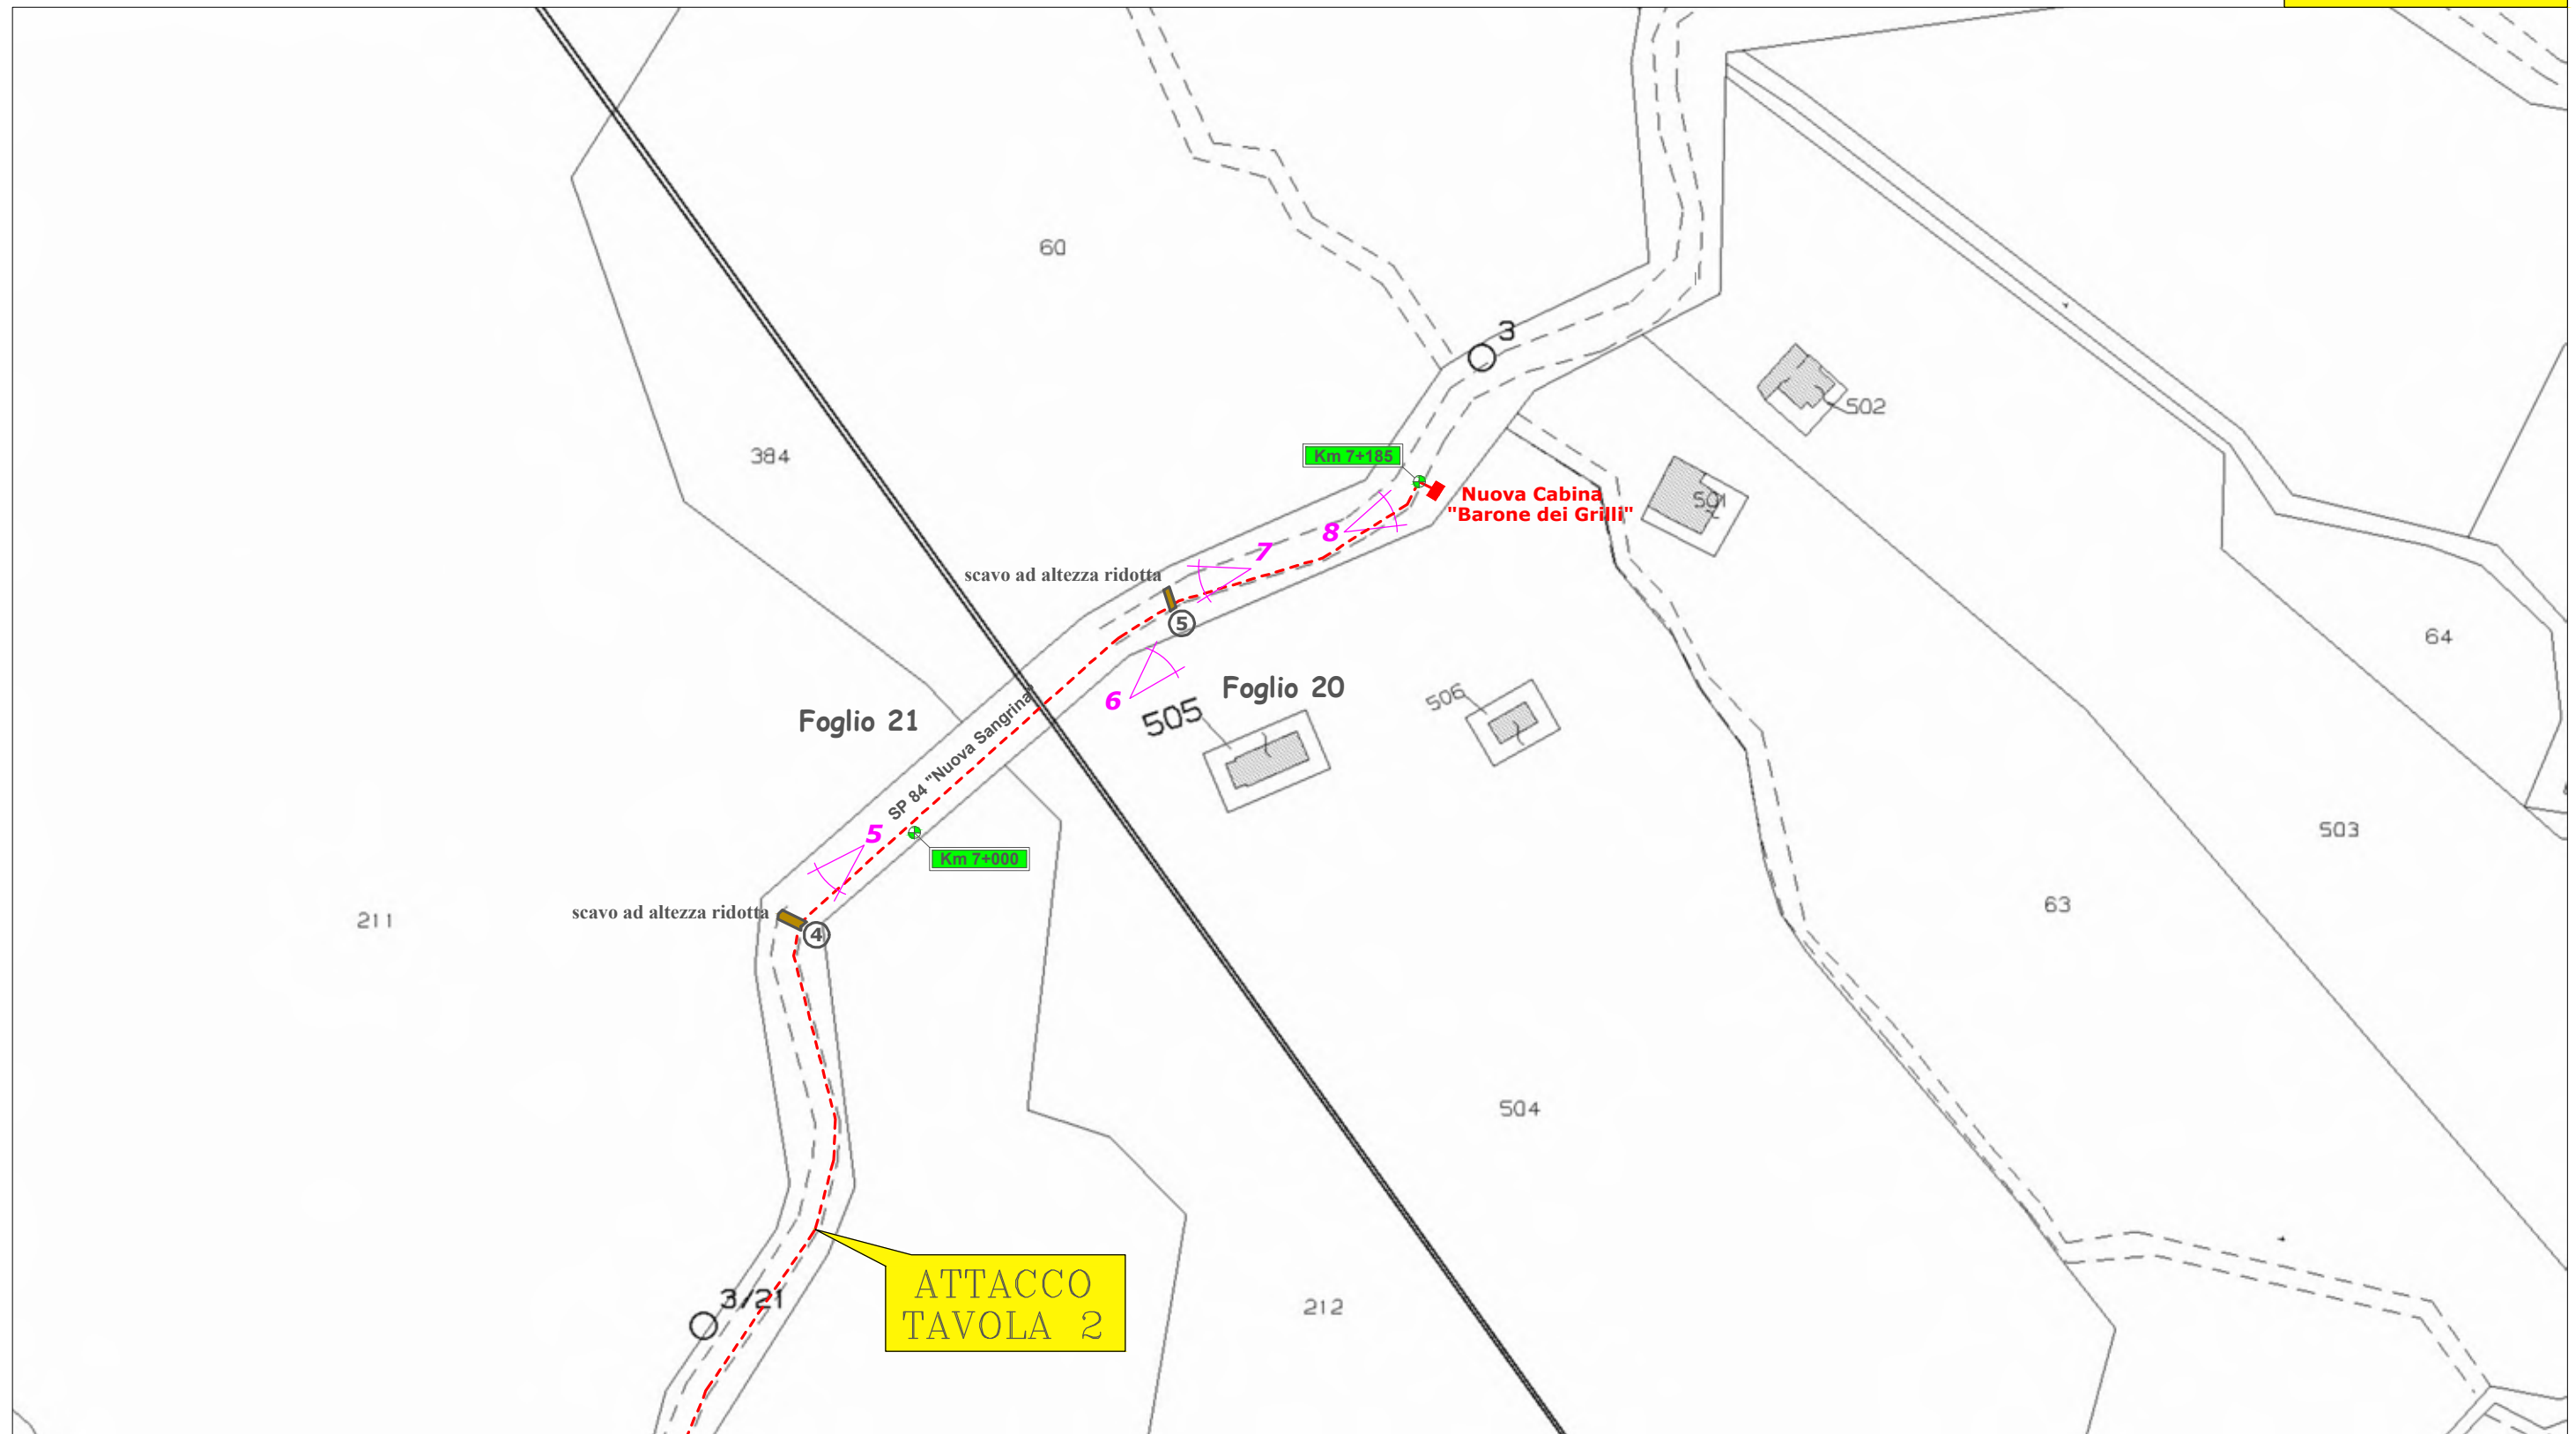 60
3
384
502
Km 7+185
Nuova Cabina
"Barone dei Grilli"
501
8
7
scavo ad altezza ridotta
5
64
Foglio 20
506
6
505
Foglio 21
SP 84 "Nuova Sangrina"
5
Km 7+000
503
63
211
scavo ad altezza ridotta
4
504
ATTACCO
TAVOLA 2
3/21
212